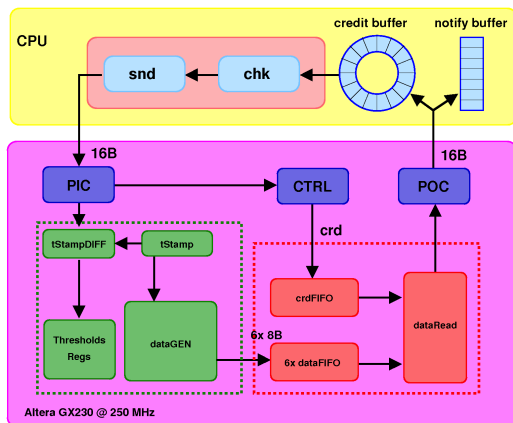 credit buffer
notify buffer
CPU
snd
chk
16B
16B
PIC
CTRL
POC
crd
tStampDIFF
tStamp
crdFIFO
dataRead
Thresholds
Regs
dataGEN
6x 8B
6x dataFIFO
Altera GX230 @ 250 MHz